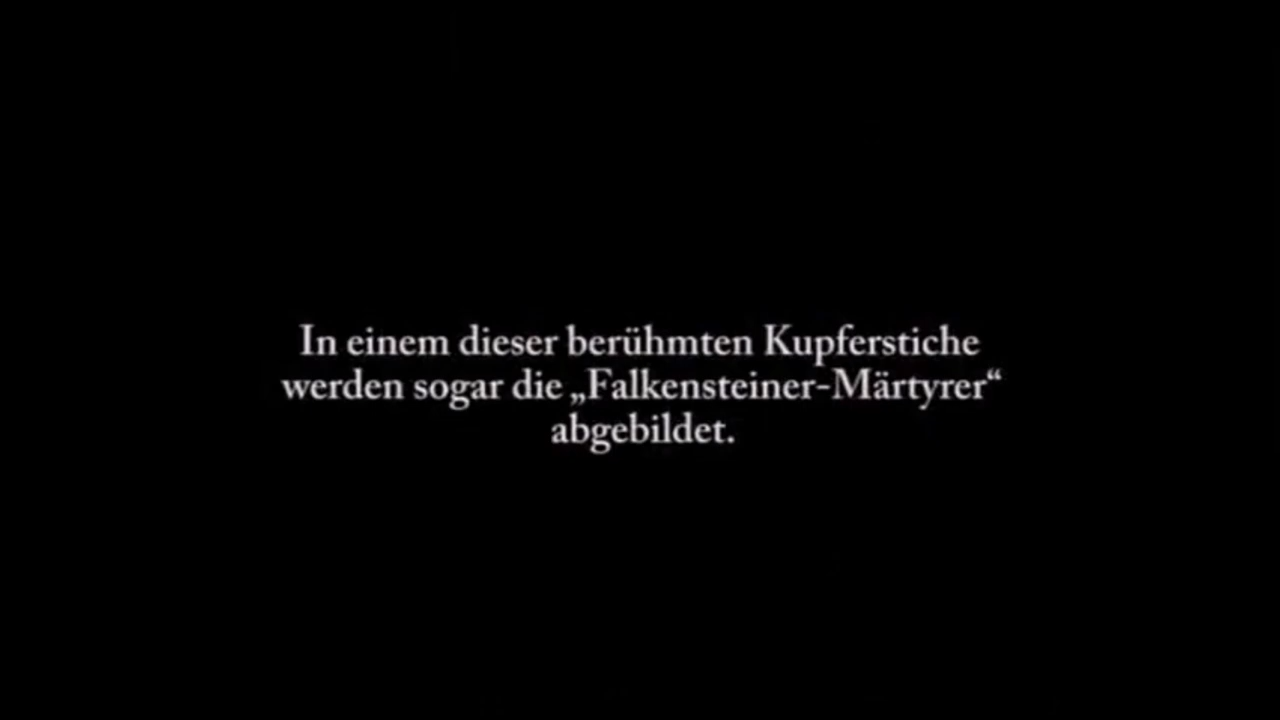 In einem dieser berühmten Kupferstiche
werden sogar die „Falkensteiner-Märtyrer“
abgebildet.